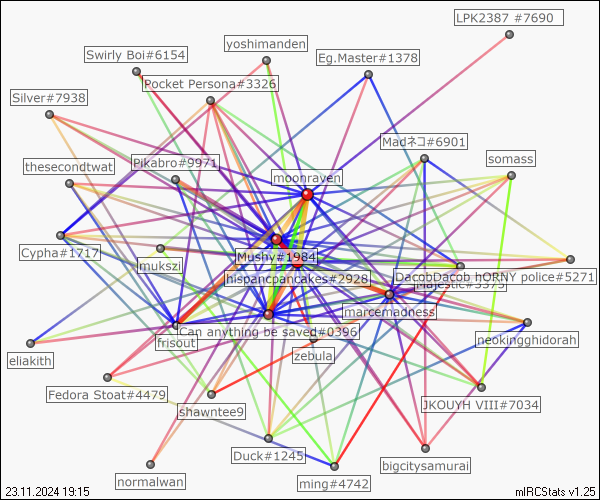 LPK2387 #7690
yoshimanden
Swirly Boi#6154
Eg.Master#1378
Pocket Persona#3326
Silver#7938
Madネコ#6901
thesecondtwat
Pikabro#9971
somass
moonraven
Cypha#1717
mukszi
Mushy#1984
hispancpancakes#2928
DacobDacob hORNY police#5271
marcemadness
Can anything be saved#0396
frisout
neokingghidorah
zebula
eliakith
Fedora Stoat#4479
shawntee9
JKOUYH VIII#7034
Duck#1245
normalwan
ming#4742
bigcitysamurai
23.11.2024 19:15
mIRCStats v1.25